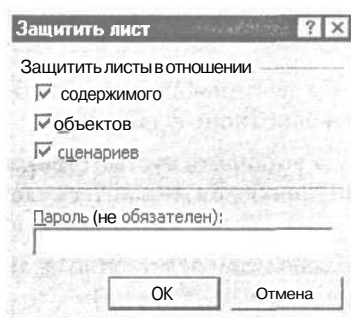 Защитить лист
Защитить листы в отношении
содержимого
объектов
сценариев
Пароль (не обязателен):
ОК
Отмена